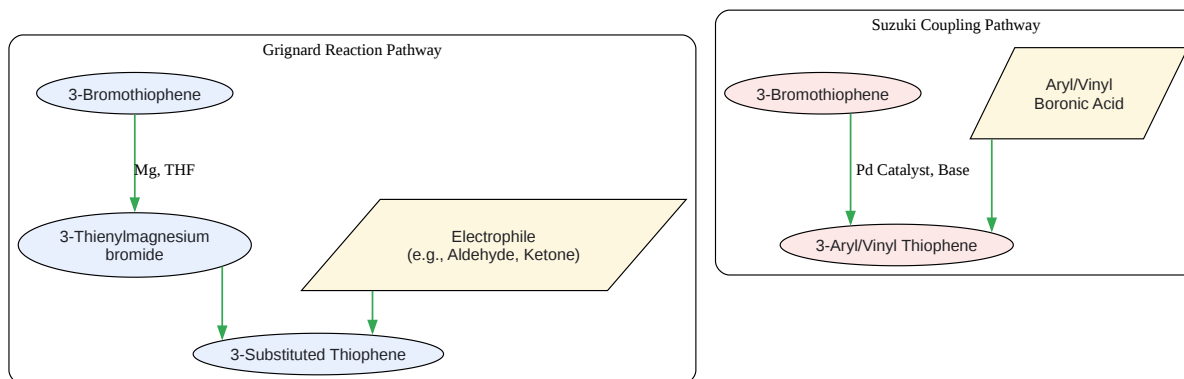 Grignard Reaction Pathway
3-Bromothiophene
Mg, THF
3-Thienylmagnesium
bromide
Electrophile
(e.g., Aldehyde, Ketone)
3-Substituted Thiophene
Suzuki Coupling Pathway
3-Bromothiophene
Aryl/Vinyl
Boronic Acid
Pd Catalyst, Base
3-Aryl/Vinyl Thiophene